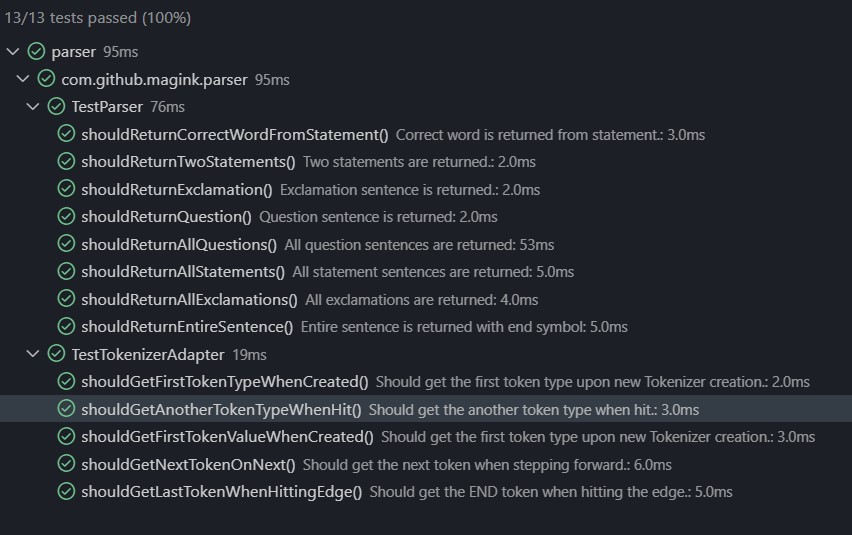 13/13 tests passed (100%)
parser 95ms
com.github.magink.parser 95ms
TestParser 76ms
shouldReturnCorrectWordFromStatement() Correct word is returned from statement.: 3.0ms
shouldReturnTwoStatements() Two statements are returned.: 2.0ms
shouldReturnExclamation() Exclamation sentence is returned.: 2.0ms
shouldReturnQuestion() Question sentence is returned: 2.0ms
shouldReturnAllQuestions() All question sentences are returned: 53ms
shouldReturnAllStatements() All statement sentences are returned: 5.0ms
shouldReturnAllExclamations() All exclamations are returned: 4.0ms
shouldReturnEntireSentence() Entire sentence is returned with end symbol: 5.0ms
TestTokenizerAdapter 19ms
shouldGetFirstTokenTypeWhenCreated() Should get the first token type upon new Tokenizer creation.: 2.0ms
shouldGetAnotherTokenTypeWhenHit() Should get the another token type when hit.: 3.0ms
shouldGetFirstTokenValueWhenCreated() Should get the first token type upon new Tokenizer creation.: 3.0ms
shouldGetNextTokenOnNext() Should get the next token when stepping forward.: 6.0ms
shouldGetLastTokenWhenHittingEdge() Should get the END token when hitting the edge.: 5.0ms